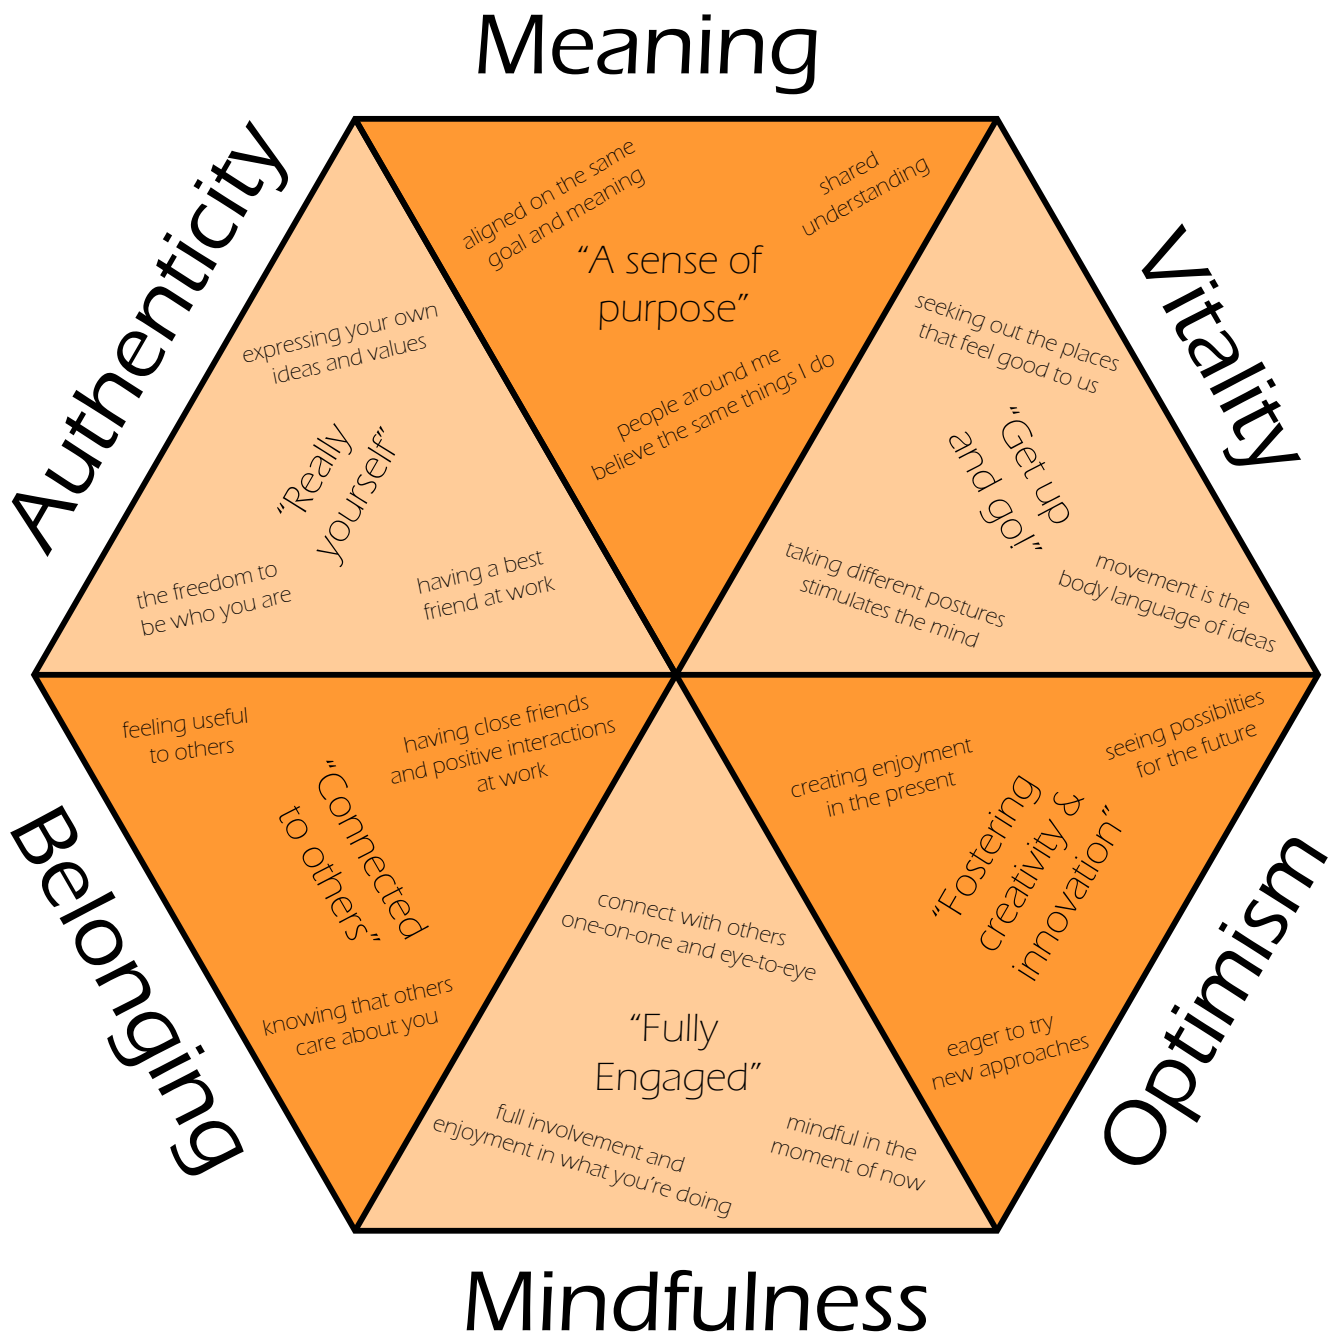 Meaning
aligned on the same
goal and meaning
shared
understanding
“A sense of
purpose”
people around me
believe the same things I do
Vitality
seeking out the places
that feel good to us
“Get up
and go!”
taking different postures
stimulates the mind
movement is the
body language of ideas
Optimism
seeing possibilties
for the future
creating enjoyment
in the present
“Fostering
creativity &
innovation”
eager to try
new approaches
Mindfulness
connect with others
one-on-one and eye-to-eye
“Fully
Engaged”
full involvement and
enjoyment in what you’re doing
mindful in the
moment of now
Belonging
feeling useful
to others
having close friends
and positive interactions
at work
“Connected
to others”
knowing that others
care about you
Authenticity
expressing your own
ideas and values
“Really
yourself”
the freedom to
be who you are
having a best
friend at work